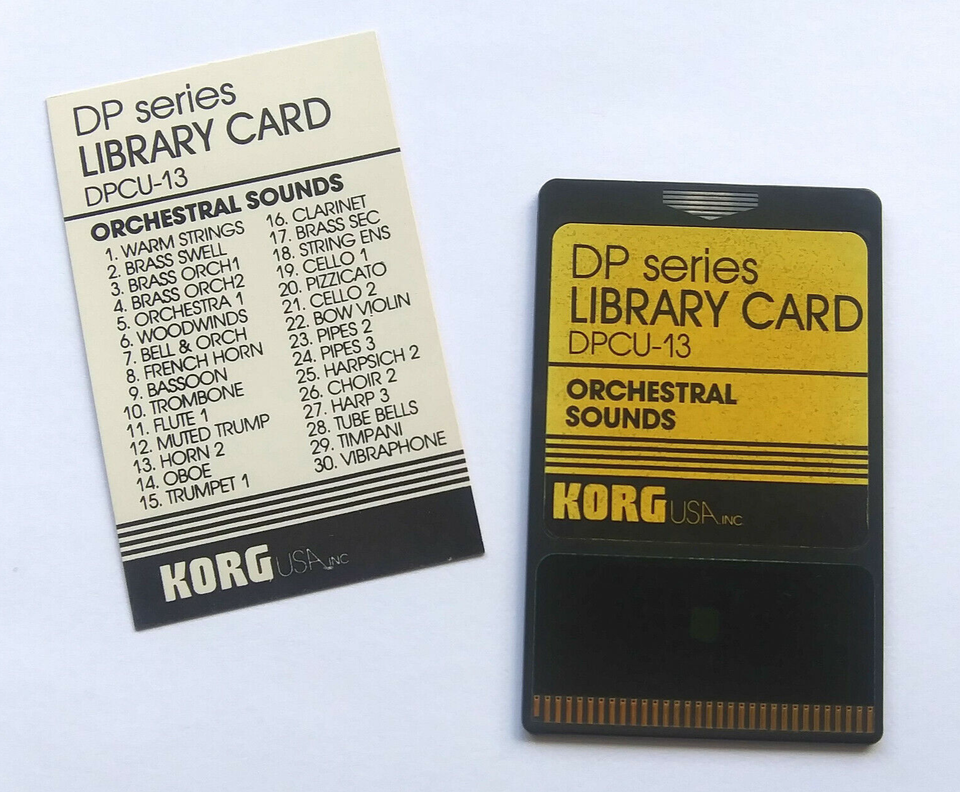 DP series
LIBRARY CARD
DPCU-13
ORCHESTRAL SOUNDS
1. WARM STRINGS
2. BRASS SWELL
3. BRASS ORCH1
4. BRASS ORCH2
5. ORCHESTRA 1
6. WOODWINDS
7. BELL & ORCH
8. FRENCH HORN
9. BASSOON
10. TROMBONE
11. FLUTE 1
12. MUTED TRUMP
13. HORN 2
14. OBOE
15. TRUMPET 1
16. CLARINET
17. BRASS SEC
18. STRING ENS
19. CELLO 1
20. PIZZICATO
21. CELLO 2
22. BOW VIOLIN
23. PIPES 2
24. PIPES 3
25. HARPSICH 2
26. CHOIR 2
27. HARP 3
28. TUBE BELLS
29. TIMPANI
30. VIBRAPHONE
KORG USA, INC
DP series
LIBRARY CARD
DPCU-13
ORCHESTRAL
SOUNDS
KORG USA, INC